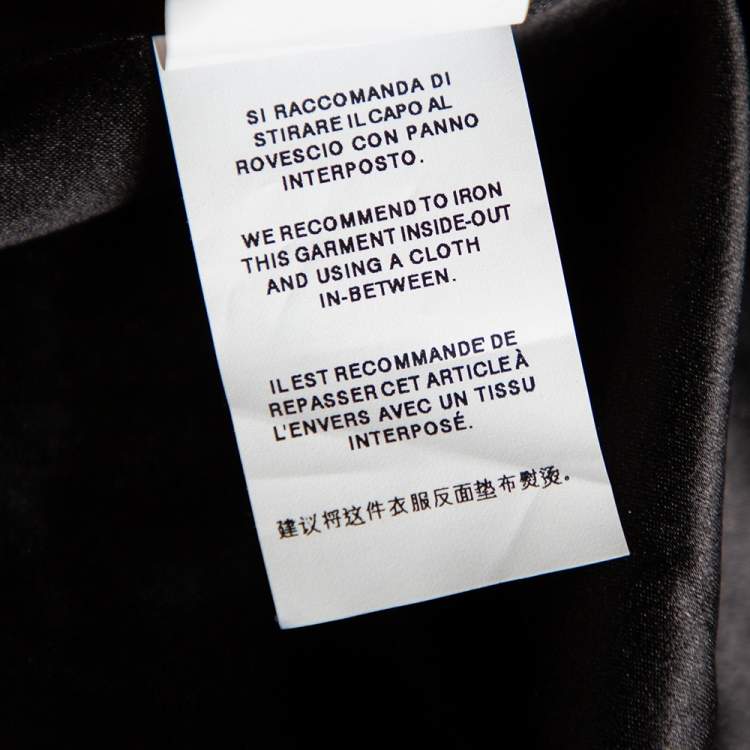 SI RACCOMANDA DI
STIRARE IL CAPO AL
ROVESCIO CON PANNO
INTERPOSTO.
WE RECOMMEND TO IRON
THIS GARMENT INSIDE-OUT
AND USING A CLOTH
IN-BETWEEN.
IL EST RECOMMANDE' DE
REPASSER CET ARTICLE À
L'ENVERS AVEC UN TISSU
INTERPOSÉ.
建议将这件衣服反面垫布熨烫。